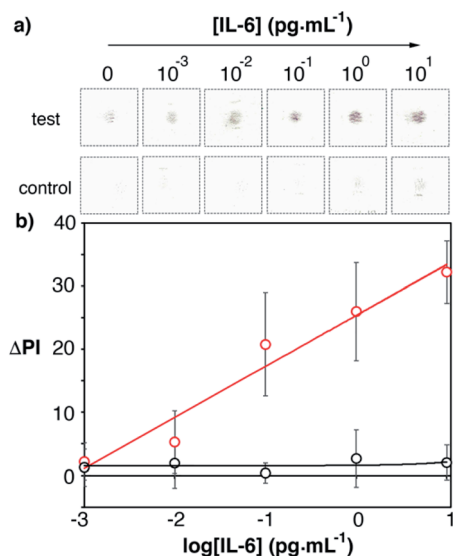 a) [IL-6] (pg·mL⁻¹)
0 10⁻³ 10⁻² 10⁻¹ 10⁰ 10¹
test
control
b) 40
30
ΔPI
20
10
0
-3 -2 -1 0 1
log[IL-6] (pg·mL⁻¹)